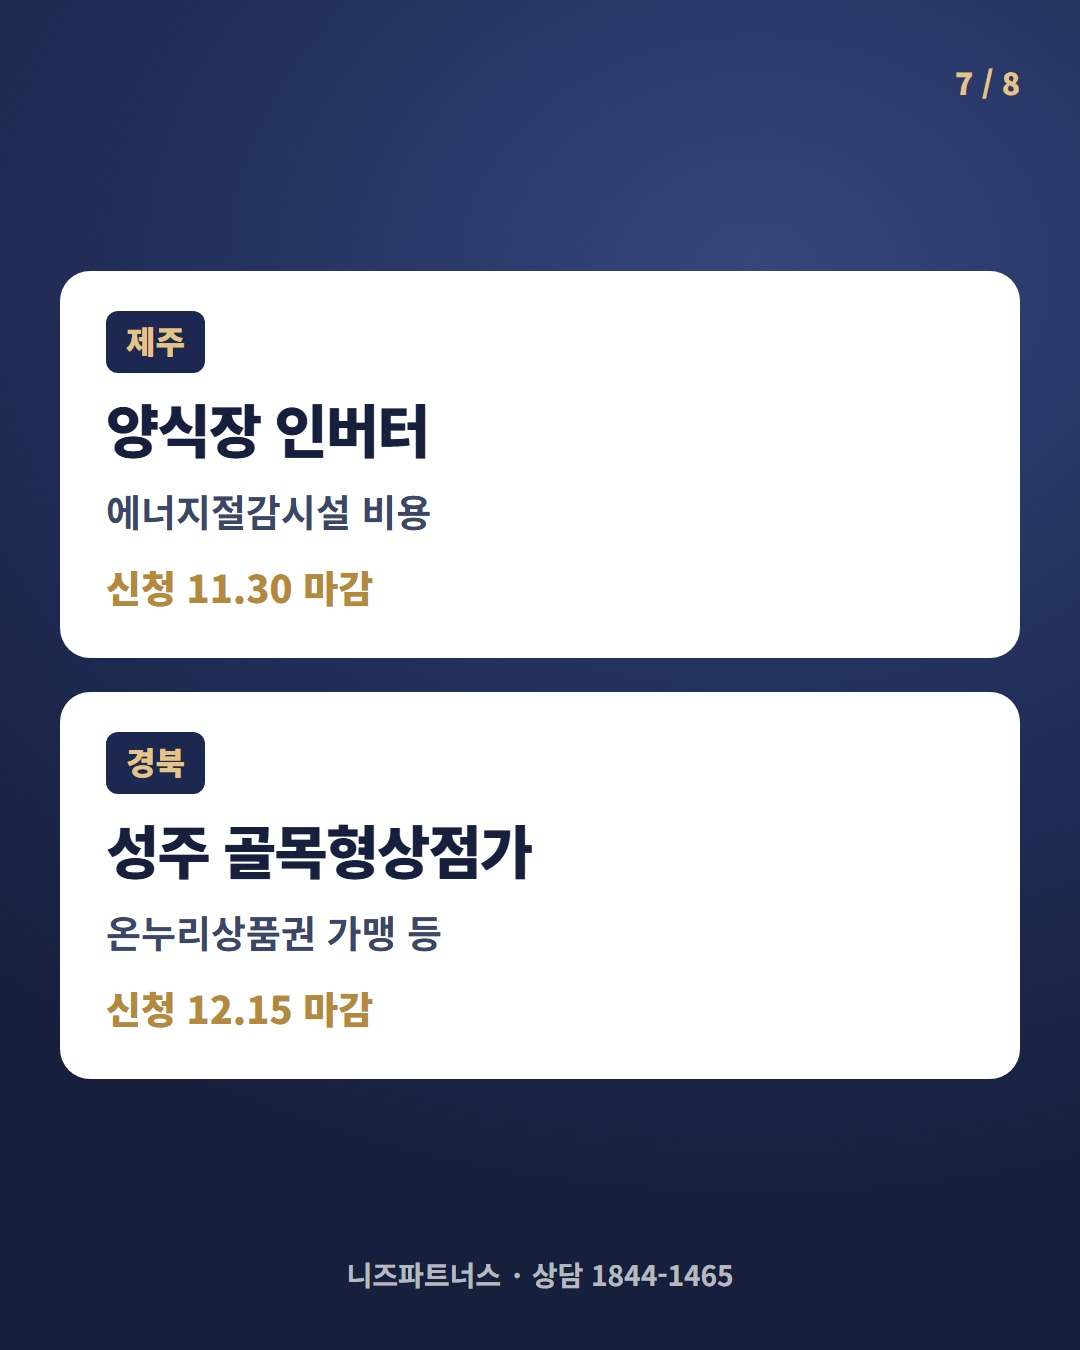 7 / 8
제주
양식장 인버터
에너지절감시설 비용
신청 11.30 마감
경북
성주 골목형상점가
온누리상품권 가맹 등
신청 12.15 마감
니즈파트너스 · 상담 1844-1465